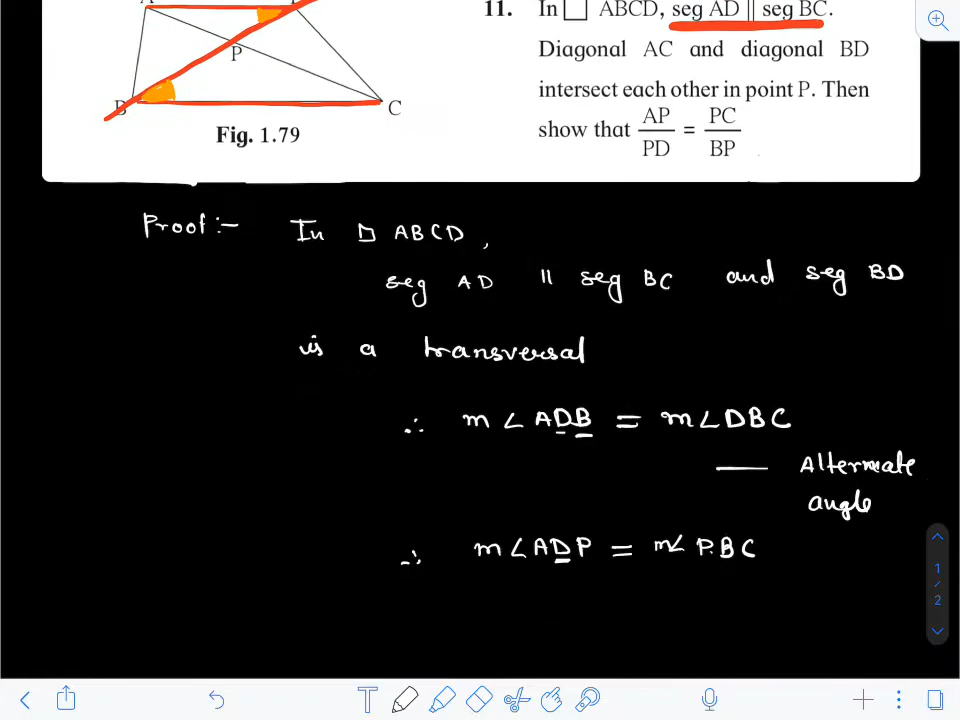 11. In □ ABCD, seg AD || seg BC.
Diagonal AC and diagonal BD
intersect each other in point P. Then
show that AP/PD = PC/BP
P
B
C
Fig. 1.79
Proof :- In □ ABCD,
seg AD || seg BC and seg BD
is a transversal
∴ m∠ADB = m∠DBC
— Alternate
angle
∴ m∠ADP = m∠PBC
1
/
2
T